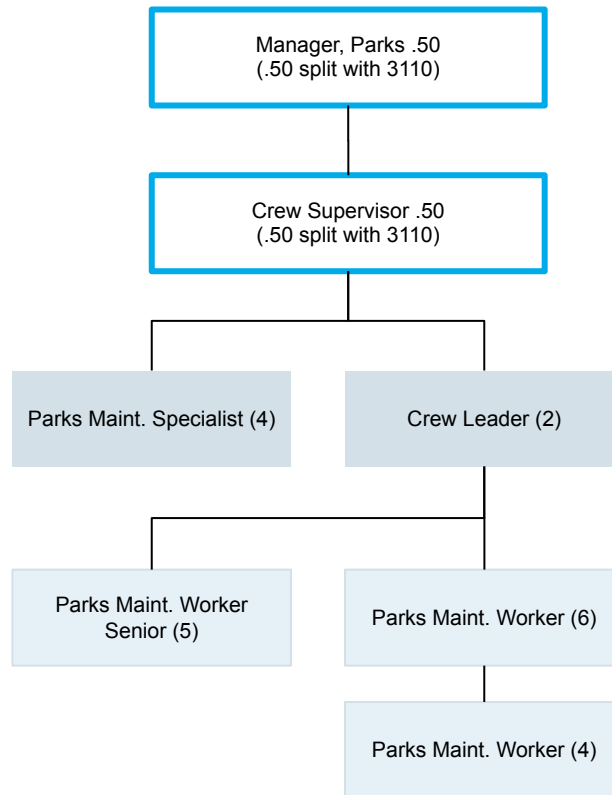 Manager, Parks .50
(.50 split with 3110)
Crew Supervisor .50
(.50 split with 3110)
Parks Maint. Specialist (4)
Crew Leader (2)
Parks Maint. Worker
Senior (5)
Parks Maint. Worker (6)
Parks Maint. Worker (4)